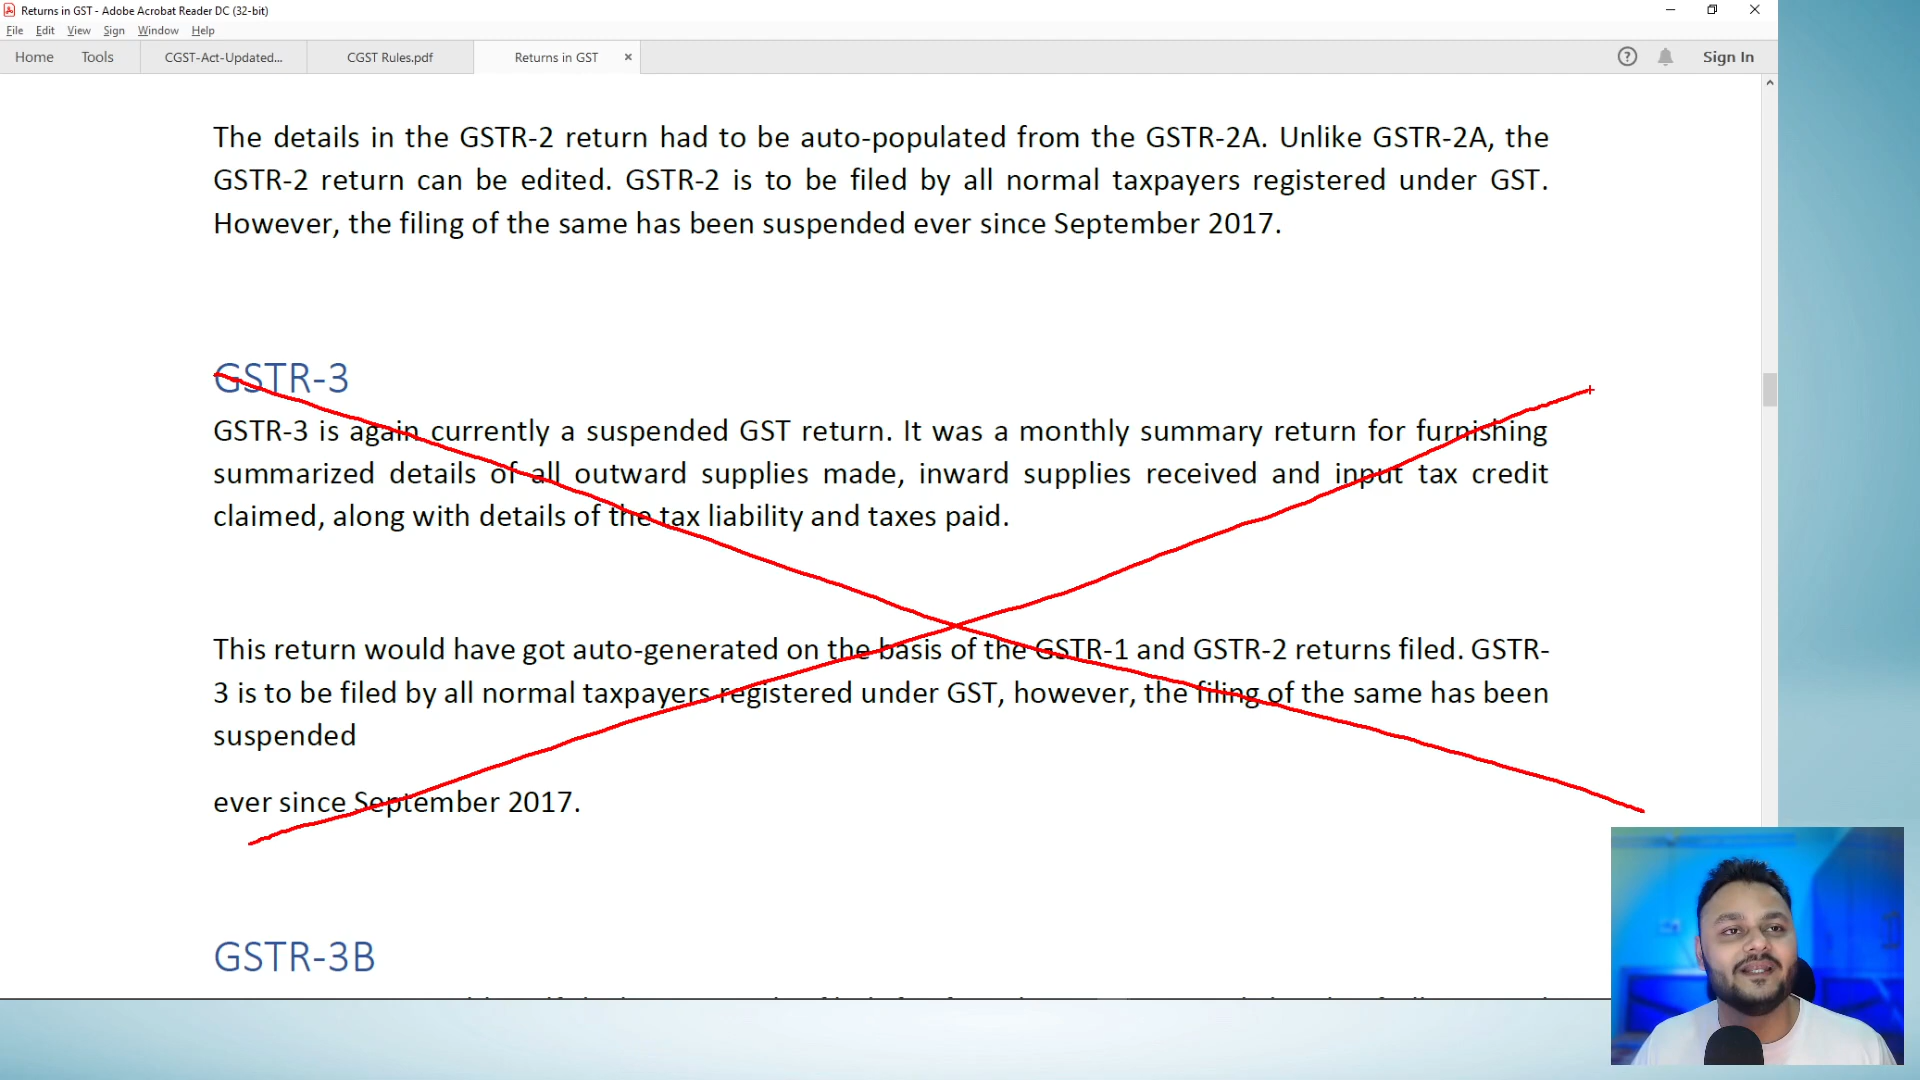 Returns in GST - Adobe Acrobat Reader DC (32-bit)
File Edit View Sign Window Help
Home Tools CGST-Act-Updated... CGST Rules.pdf Returns in GST × Sign In
The details in the GSTR-2 return had to be auto-populated from the GSTR-2A. Unlike GSTR-2A, the
GSTR-2 return can be edited. GSTR-2 is to be filed by all normal taxpayers registered under GST.
However, the filing of the same has been suspended ever since September 2017.
GSTR-3
GSTR-3 is again currently a suspended GST return. It was a monthly summary return for furnishing
summarized details of all outward supplies made, inward supplies received and input tax credit
claimed, along with details of the tax liability and taxes paid.
This return would have got auto-generated on the basis of the GSTR-1 and GSTR-2 returns filed. GSTR-
3 is to be filed by all normal taxpayers registered under GST, however, the filing of the same has been
suspended
ever since September 2017.
GSTR-3B